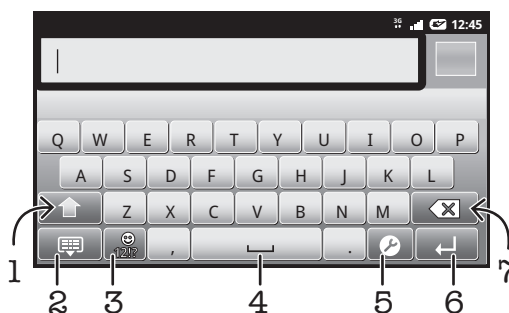 3G 12:45
Q W E R T Y U I O P
A S D F G H J K L
Z X C V B N M
12!? , .
1 7
2 3 4 5 6